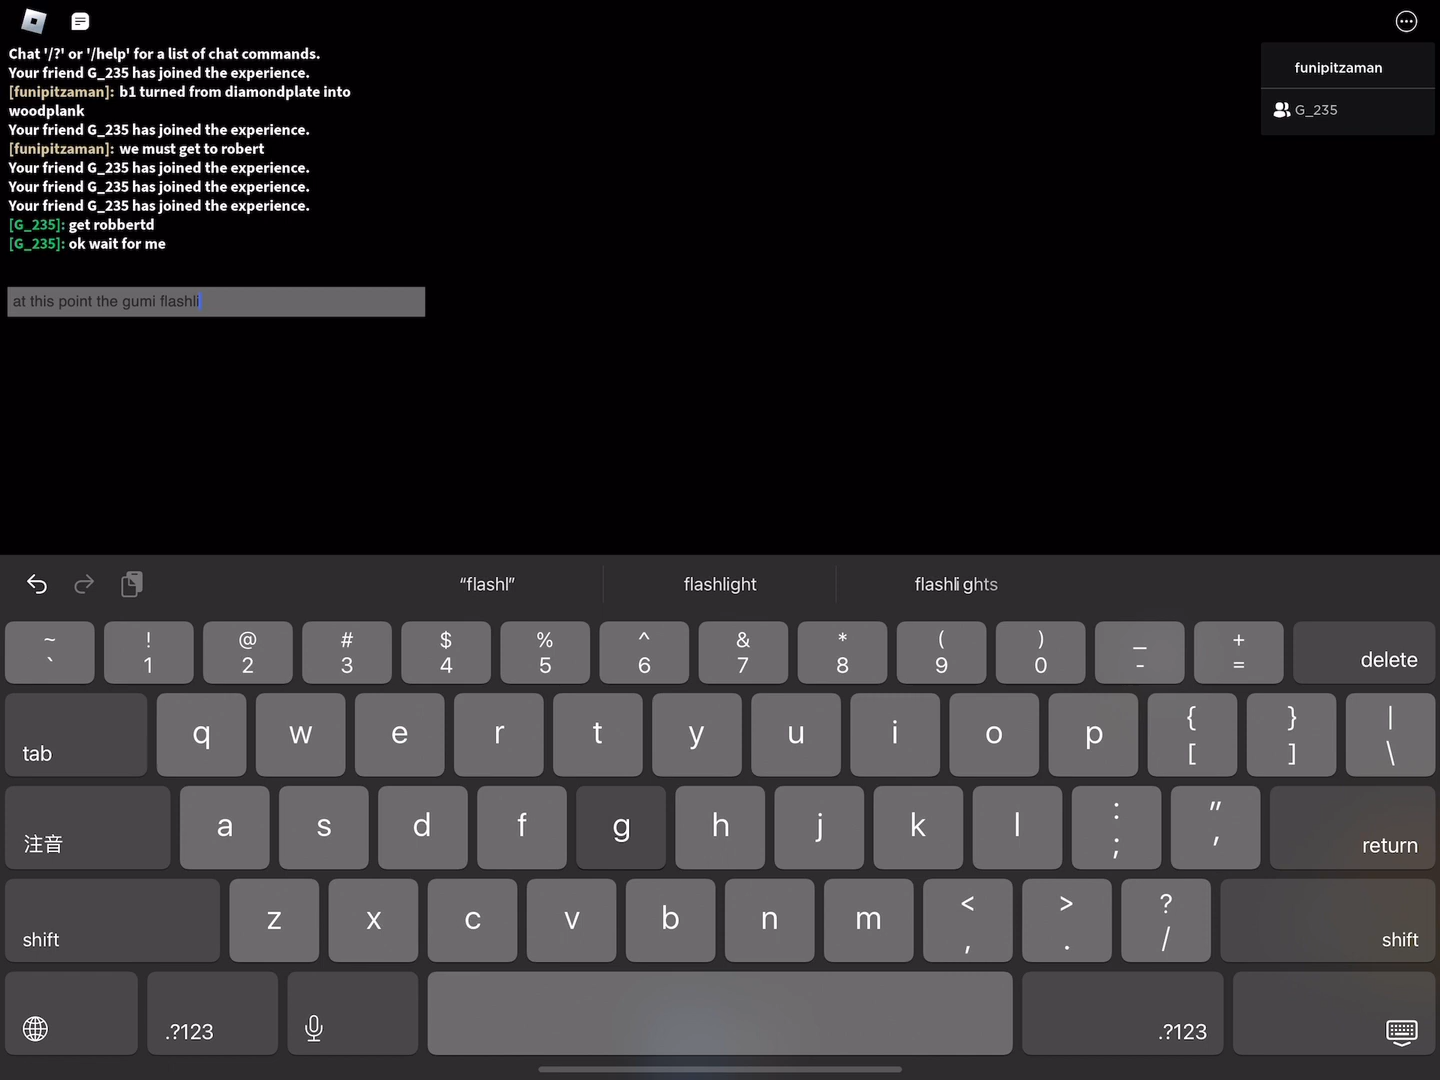 Chat '/?' or '/help' for a list of chat commands.
Your friend G_235 has joined the experience.
[funipitzaman]: b1 turned from diamondplate into
woodplank
Your friend G_235 has joined the experience.
[funipitzaman]: we must get to robert
Your friend G_235 has joined the experience.
Your friend G_235 has joined the experience.
Your friend G_235 has joined the experience.
[G_235]: get robbertd
[G_235]: ok wait for me
at this point the gumi flashli
funipitzaman
G_235
“flashl” flashlight flashlights
~ ! @ # $ % ^ & * ( ) _ +
` 1 2 3 4 5 6 7 8 9 0 - = delete
tab q w e r t y u i o p { [ } ] | \
注音 a s d f g h j k l : ; " ' return
shift z x c v b n m < , > . ? / shift
.?123 .?123